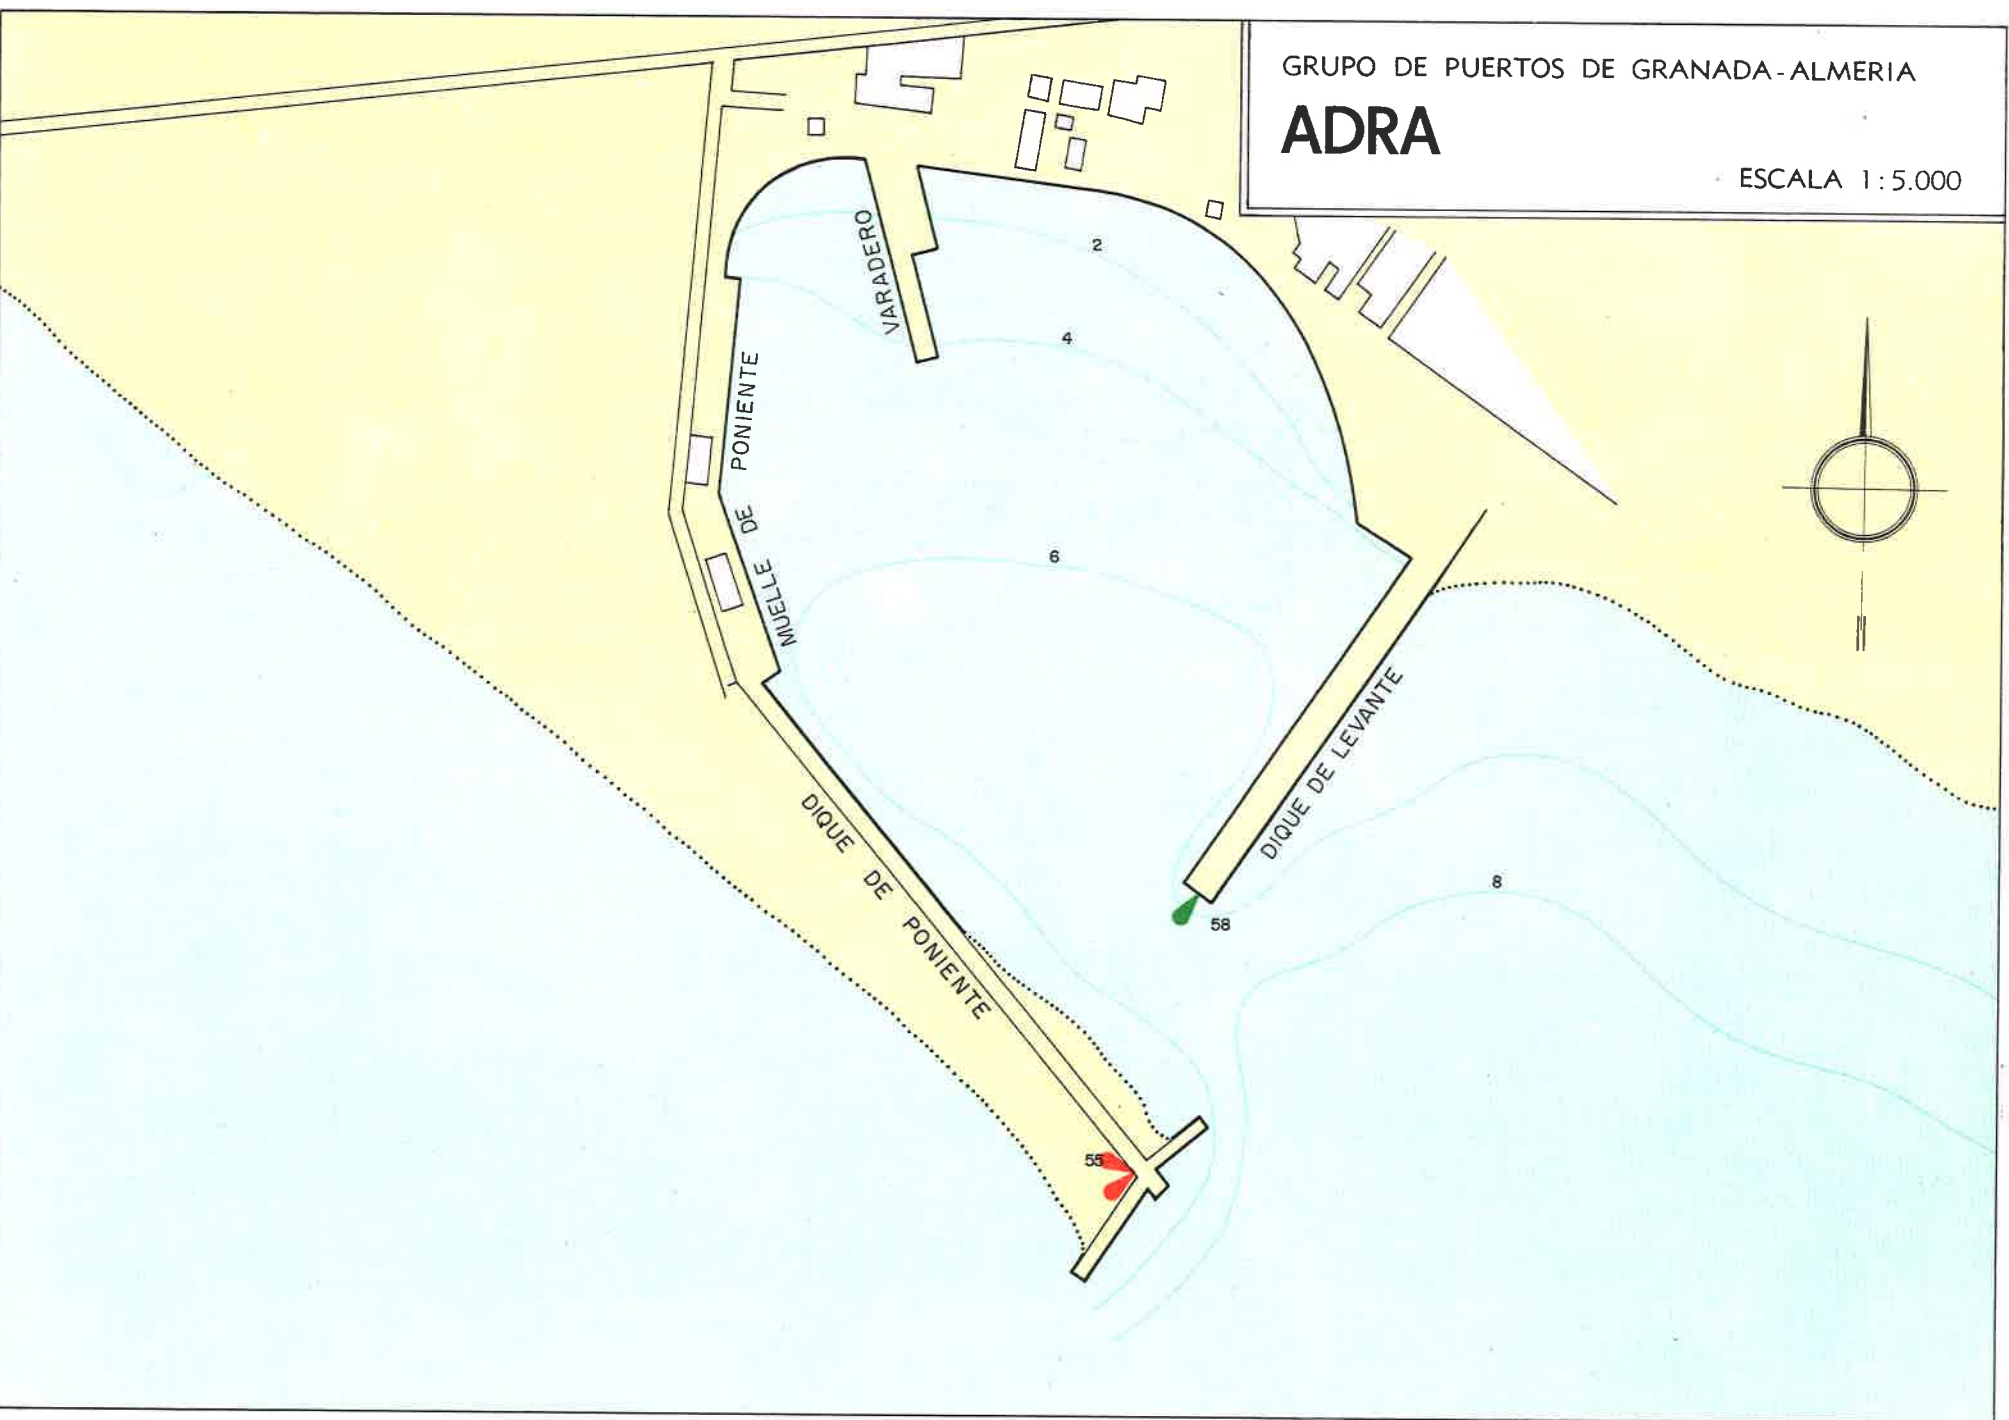 GRUPO DE PUERTOS DE GRANADA-ALMERIA
ADRA
ESCALA 1:5.000
VARADERO
2
4
MUELLE DE PONIENTE
6
DIQUE DE LEVANTE
DIQUE DE PONIENTE
8
58
55